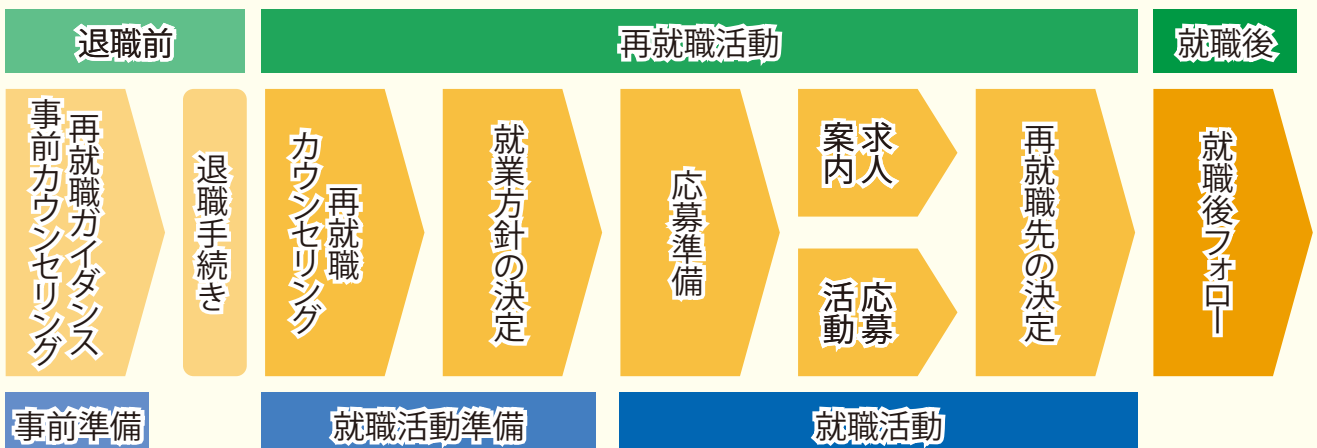 退職前
再就職活動
就職後
再就職ガイダンス
事前カウンセリング
退職手続き
再就職
カウンセリング
就業方針の決定
応募準備
求人
案内
応募
活動
再就職先の決定
就職後フォロー
事前準備
就職活動準備
就職活動